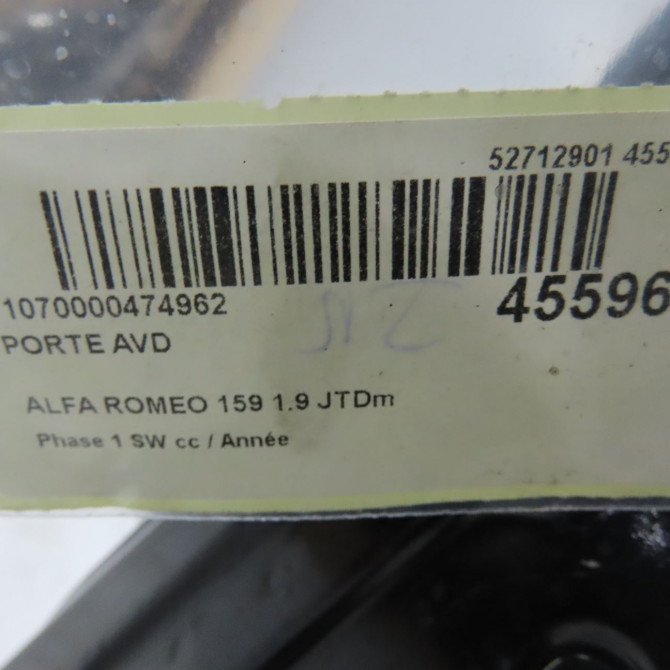 52712901 455
1070000474962
45596
PORTE AVD
ALFA ROMEO 159 1.9 JTDm
Phase 1 SW cc / Année